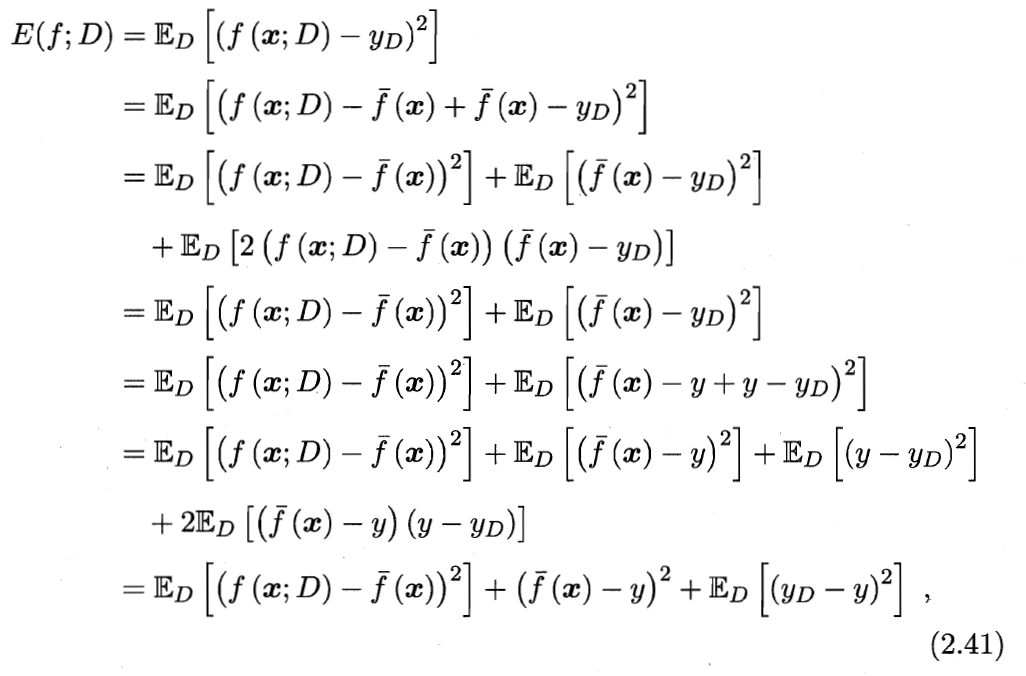 E(f; D) = 𝔼_D [(f(𝒙; D) − y_D)²]
= 𝔼_D [(f(𝒙; D) − f̄(𝒙) + f̄(𝒙) − y_D)²]
= 𝔼_D [(f(𝒙; D) − f̄(𝒙))²] + 𝔼_D [(f̄(𝒙) − y_D)²]
+ 𝔼_D [2 (f(𝒙; D) − f̄(𝒙)) (f̄(𝒙) − y_D)]
= 𝔼_D [(f(𝒙; D) − f̄(𝒙))²] + 𝔼_D [(f̄(𝒙) − y_D)²]
= 𝔼_D [(f(𝒙; D) − f̄(𝒙))²] + 𝔼_D [(f̄(𝒙) − y + y − y_D)²]
= 𝔼_D [(f(𝒙; D) − f̄(𝒙))²] + 𝔼_D [(f̄(𝒙) − y)²] + 𝔼_D [(y − y_D)²]
+ 2𝔼_D [(f̄(𝒙) − y) (y − y_D)]
= 𝔼_D [(f(𝒙; D) − f̄(𝒙))²] + (f̄(𝒙) − y)² + 𝔼_D [(y_D − y)²] ,
(2.41)